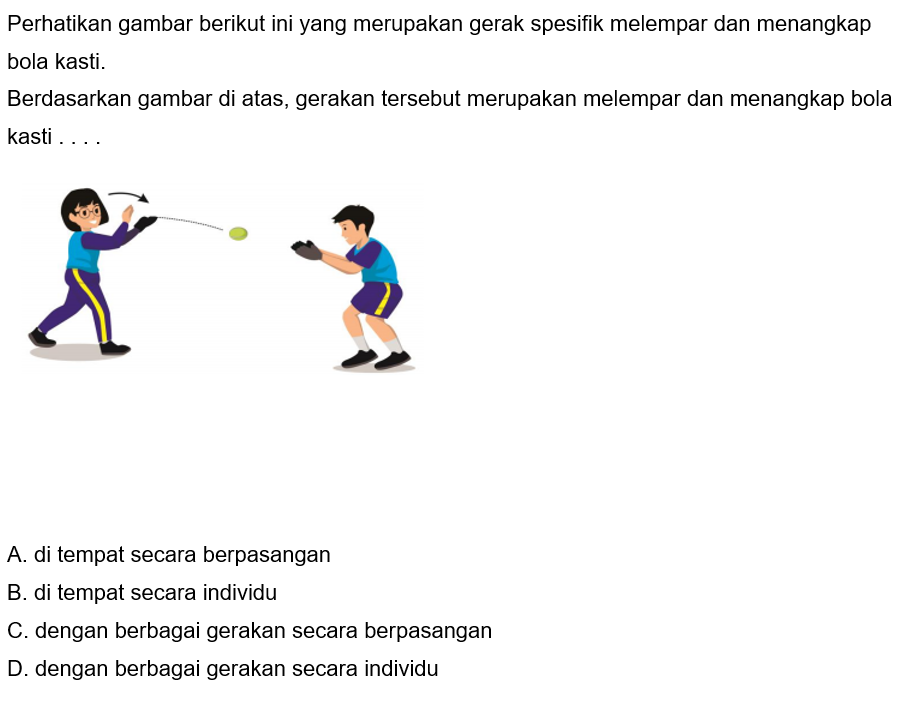 Perhatikan gambar berikut ini yang merupakan gerak spesifik melempar dan menangkap
bola kasti.
Berdasarkan gambar di atas, gerakan tersebut merupakan melempar dan menangkap bola
kasti . . . .
A. di tempat secara berpasangan
B. di tempat secara individu
C. dengan berbagai gerakan secara berpasangan
D. dengan berbagai gerakan secara individu